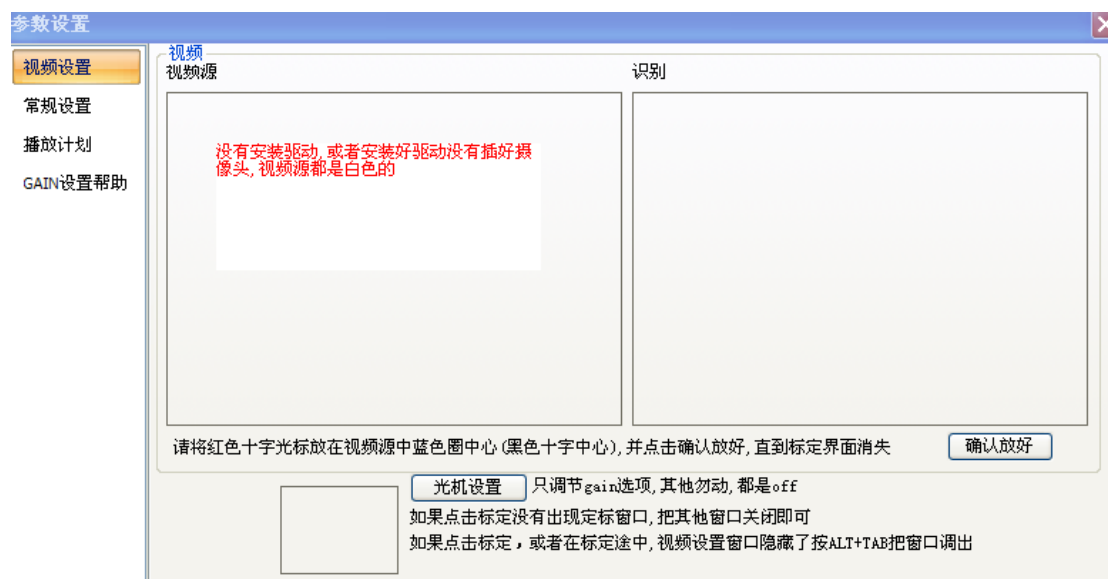 参数设置
视频设置
常规设置
播放计划
GAIN设置帮助
视频
视频源
识别
没有安装驱动,或者安装好驱动没有插好摄
像头,视频源都是白色的
请将红色十字光标放在视频源中蓝色圈中心(黑色十字中心),并点击确认放好,直到标定界面消失
确认放好
光机设置
只调节gain选项,其他勿动,都是off
如果点击标定没有出现定标窗口,把其他窗口关闭即可
如果点击标定，或者在标定途中,视频设置窗口隐藏了按ALT+TAB把窗口调出